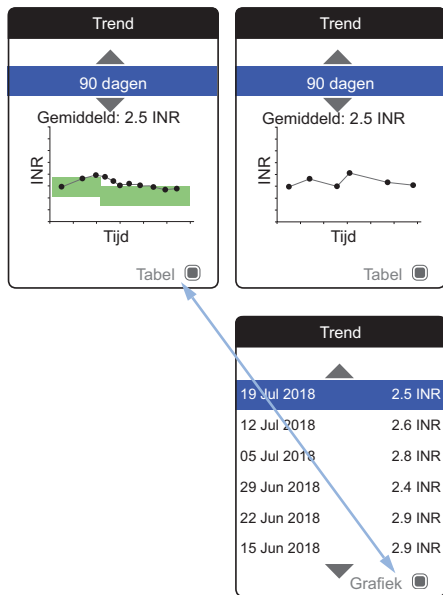 Trend
90 dagen
Gemiddeld: 2.5 INR
INR
Tijd
Tabel
Trend
90 dagen
Gemiddeld: 2.5 INR
INR
Tijd
Tabel
Trend
19 Jul 2018 2.5 INR
12 Jul 2018 2.6 INR
05 Jul 2018 2.8 INR
29 Jun 2018 2.4 INR
22 Jun 2018 2.9 INR
15 Jun 2018 2.9 INR
Grafiek